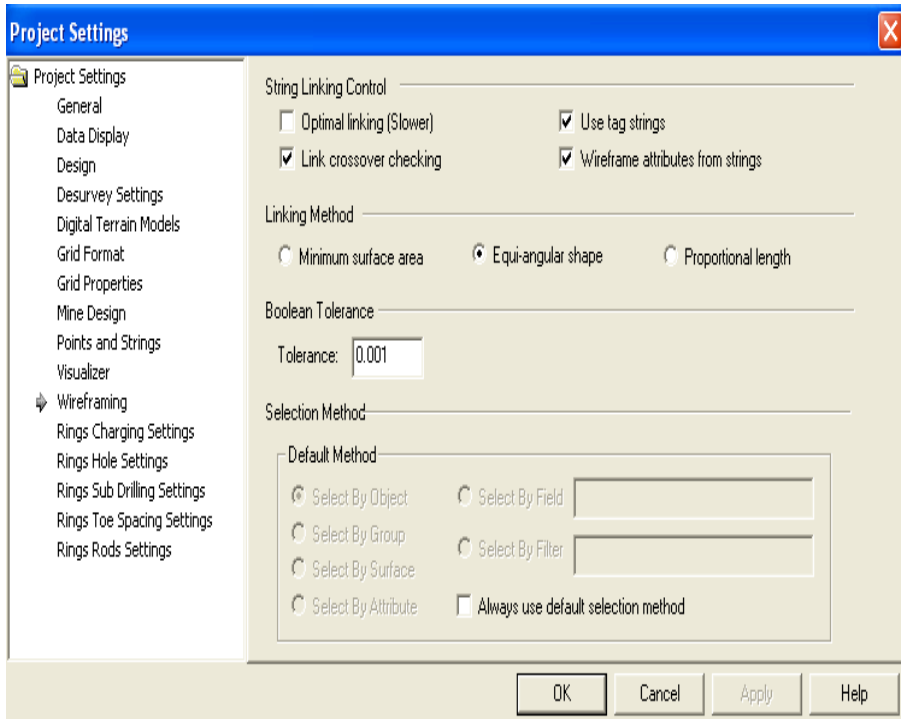 Project Settings
Project Settings
General
Data Display
Design
Desurvey Settings
Digital Terrain Models
Grid Format
Grid Properties
Mine Design
Points and Strings
Visualizer
Wireframing
Rings Charging Settings
Rings Hole Settings
Rings Sub Drilling Settings
Rings Toe Spacing Settings
Rings Rods Settings
String Linking Control
Optimal linking (Slower) Use tag strings
Link crossover checking Wireframe attributes from strings
Linking Method
Minimum surface area Equi-angular shape Proportional length
Boolean Tolerance
Tolerance: 0.001
Selection Method
Default Method
Select By Object Select By Field
Select By Group
Select By Filter
Select By Surface
Select By Attribute Always use default selection method
OK Cancel Apply Help